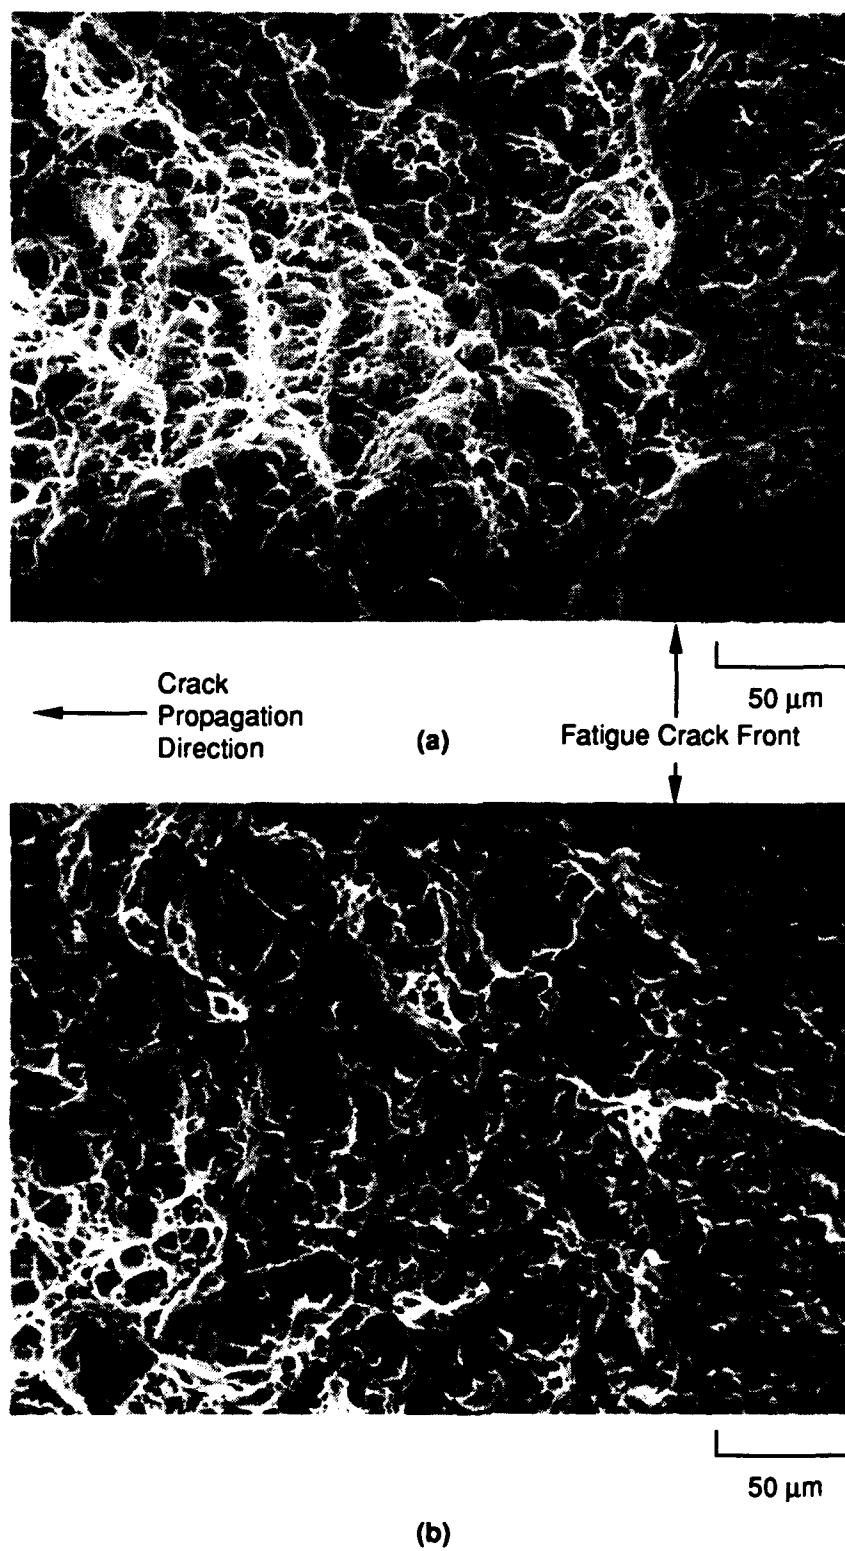 Crack
Propagation
Direction
(a)
Fatigue Crack Front
50 μm
50 μm
(b)